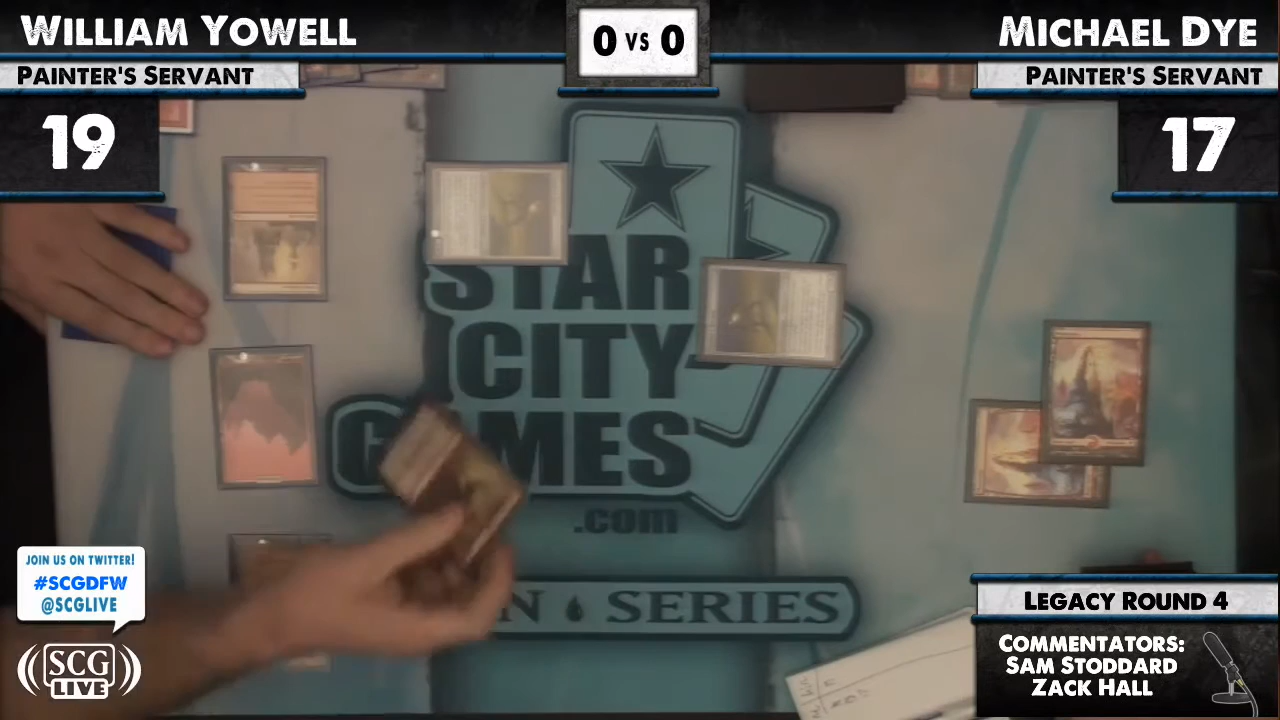 WILLIAM YOWELL
0 VS 0
MICHAEL DYE
PAINTER'S SERVANT
PAINTER'S SERVANT
19
17
STAR
CITY
GAMES
.com
N SERIES
JOIN US ON TWITTER!
#SCGDFW
@SCGLIVE
SCG
LIVE
LEGACY ROUND 4
COMMENTATORS:
SAM STODDARD
ZACK HALL